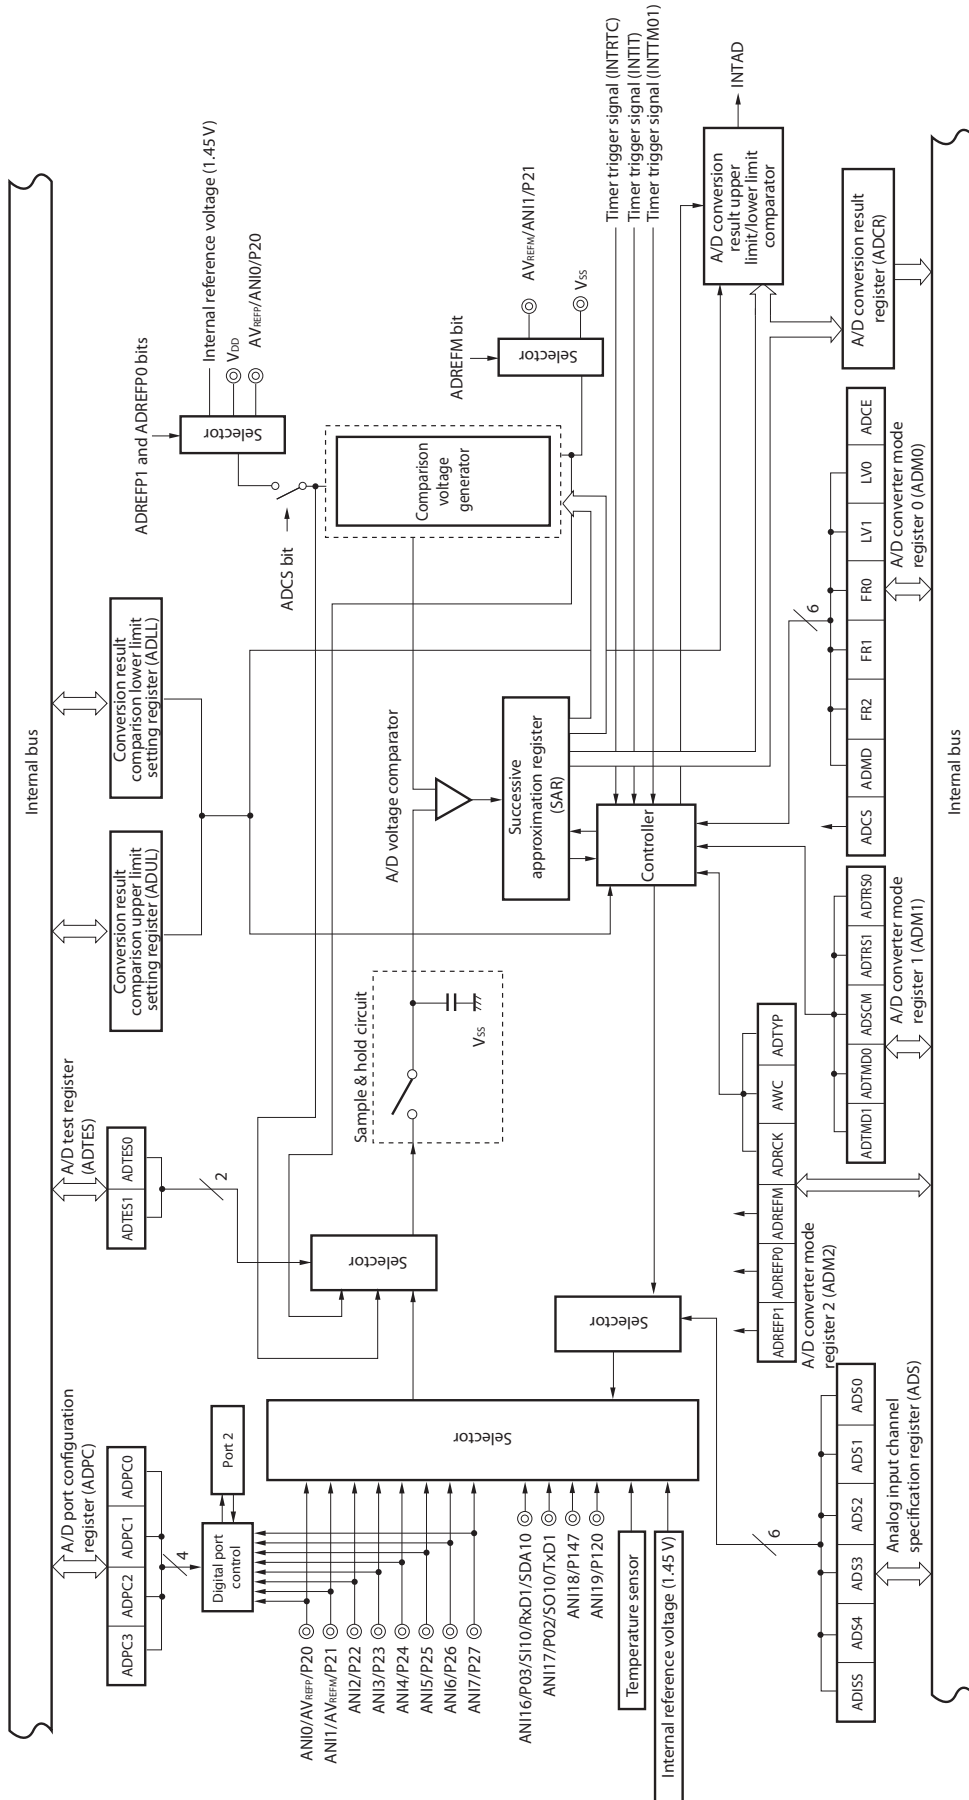 Internal bus
A/D port configuration
register (ADPC)
ADPC3
ADPC2
ADPC1
ADPC0
4
Digital port
control
Port 2
A/D test register
(ADTES)
ADTES1
ADTES0
2
Conversion result
comparison upper limit
setting register (ADUL)
Conversion result
comparison lower limit
setting register (ADLL)
ADREFP1 and ADREFP0 bits
Selector
Internal reference voltage (1.45 V)
VDD
AVREFP/ANI0/P20
ADCS bit
ANI0/AVREFP/P20
ANI1/AVREFM/P21
ANI2/P22
ANI3/P23
ANI4/P24
ANI5/P25
ANI6/P26
ANI7/P27
ANI16/P03/SI10/RxD1/SDA10
ANI17/P02/SO10/TxD1
ANI18/P147
ANI19/P120
Temperature sensor
Internal reference voltage (1.45 V)
Selector
Selector
Sample & hold circuit
VSS
A/D voltage comparator
Comparison
voltage
generator
ADREFM bit
Selector
AVREFM/ANI1/P21
VSS
Successive
approximation register
(SAR)
Selector
Controller
Timer trigger signal (INTRTC)
Timer trigger signal (INTIT)
Timer trigger signal (INTTM01)
A/D conversion
result upper
limit/lower limit
comparator
INTAD
A/D conversion result
register (ADCR)
ADREFP1
ADREFP0
ADREFM
ADRCK
AWC
ADTYP
A/D converter mode
register 2 (ADM2)
6
6
ADISS
ADS4
ADS3
ADS2
ADS1
ADS0
Analog input channel
specification register (ADS)
ADTMD1
ADTMD0
ADSCM
ADTRS1
ADTRS0
A/D converter mode
register 1 (ADM1)
ADCS
ADMD
FR2
FR1
FR0
LV1
LV0
ADCE
A/D converter mode
register 0 (ADM0)
Internal bus